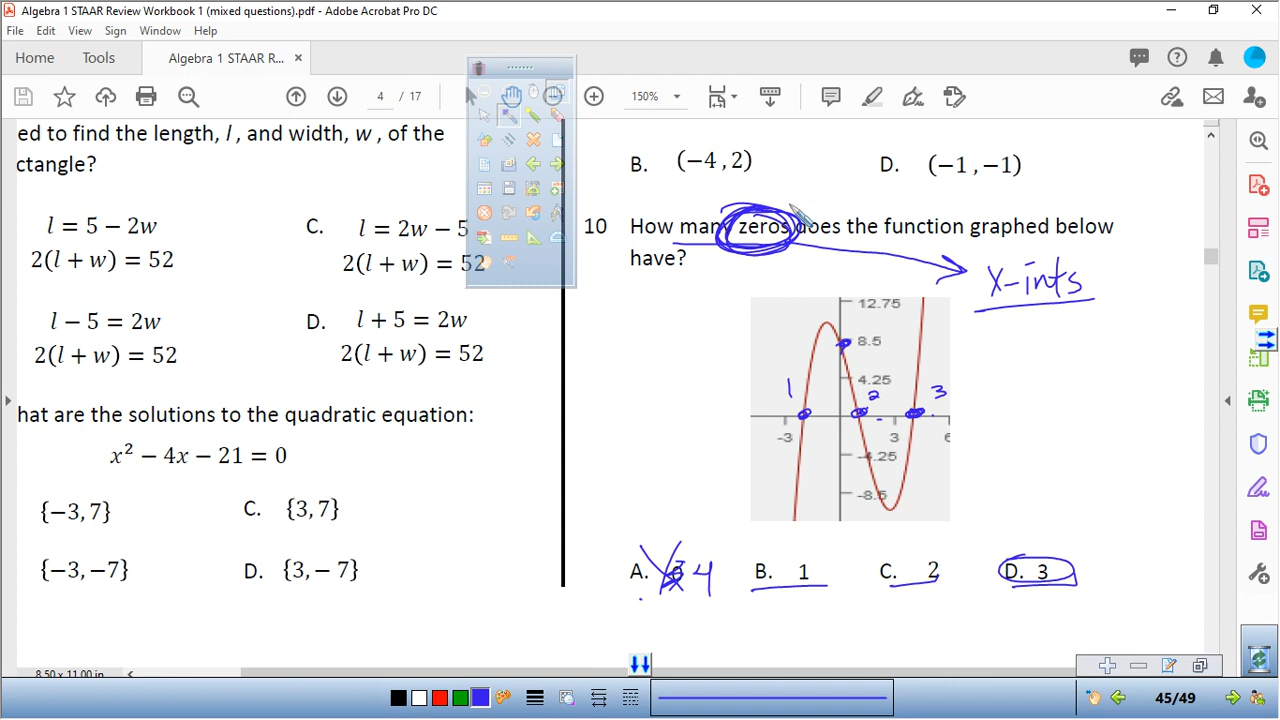 Algebra 1 STAAR Review Workbook 1 (mixed questions).pdf - Adobe Acrobat Pro DC
File Edit View Sign Window Help
Home Tools Algebra 1 STAAR R... ×
4 / 17 150%
ed to find the length, l , and width, w , of the
ctangle?
l = 5 − 2w
2(l + w) = 52
C. l = 2w − 5
2(l + w) = 52
l − 5 = 2w
2(l + w) = 52
D. l + 5 = 2w
2(l + w) = 52
hat are the solutions to the quadratic equation:
x² − 4x − 21 = 0
{−3, 7}
C. {3, 7}
{−3, −7}
D. {3, − 7}
8.50 x 11.00 in
B. (−4 , 2)
D. (−1 , −1)
10 How many zeros does the function graphed below
have?
x-ints
12.75
8.5
4.25
1 2 3
-3 3 6
-4.25
-8.5
A. 4 B. 1 C. 2 D. 3
45/49